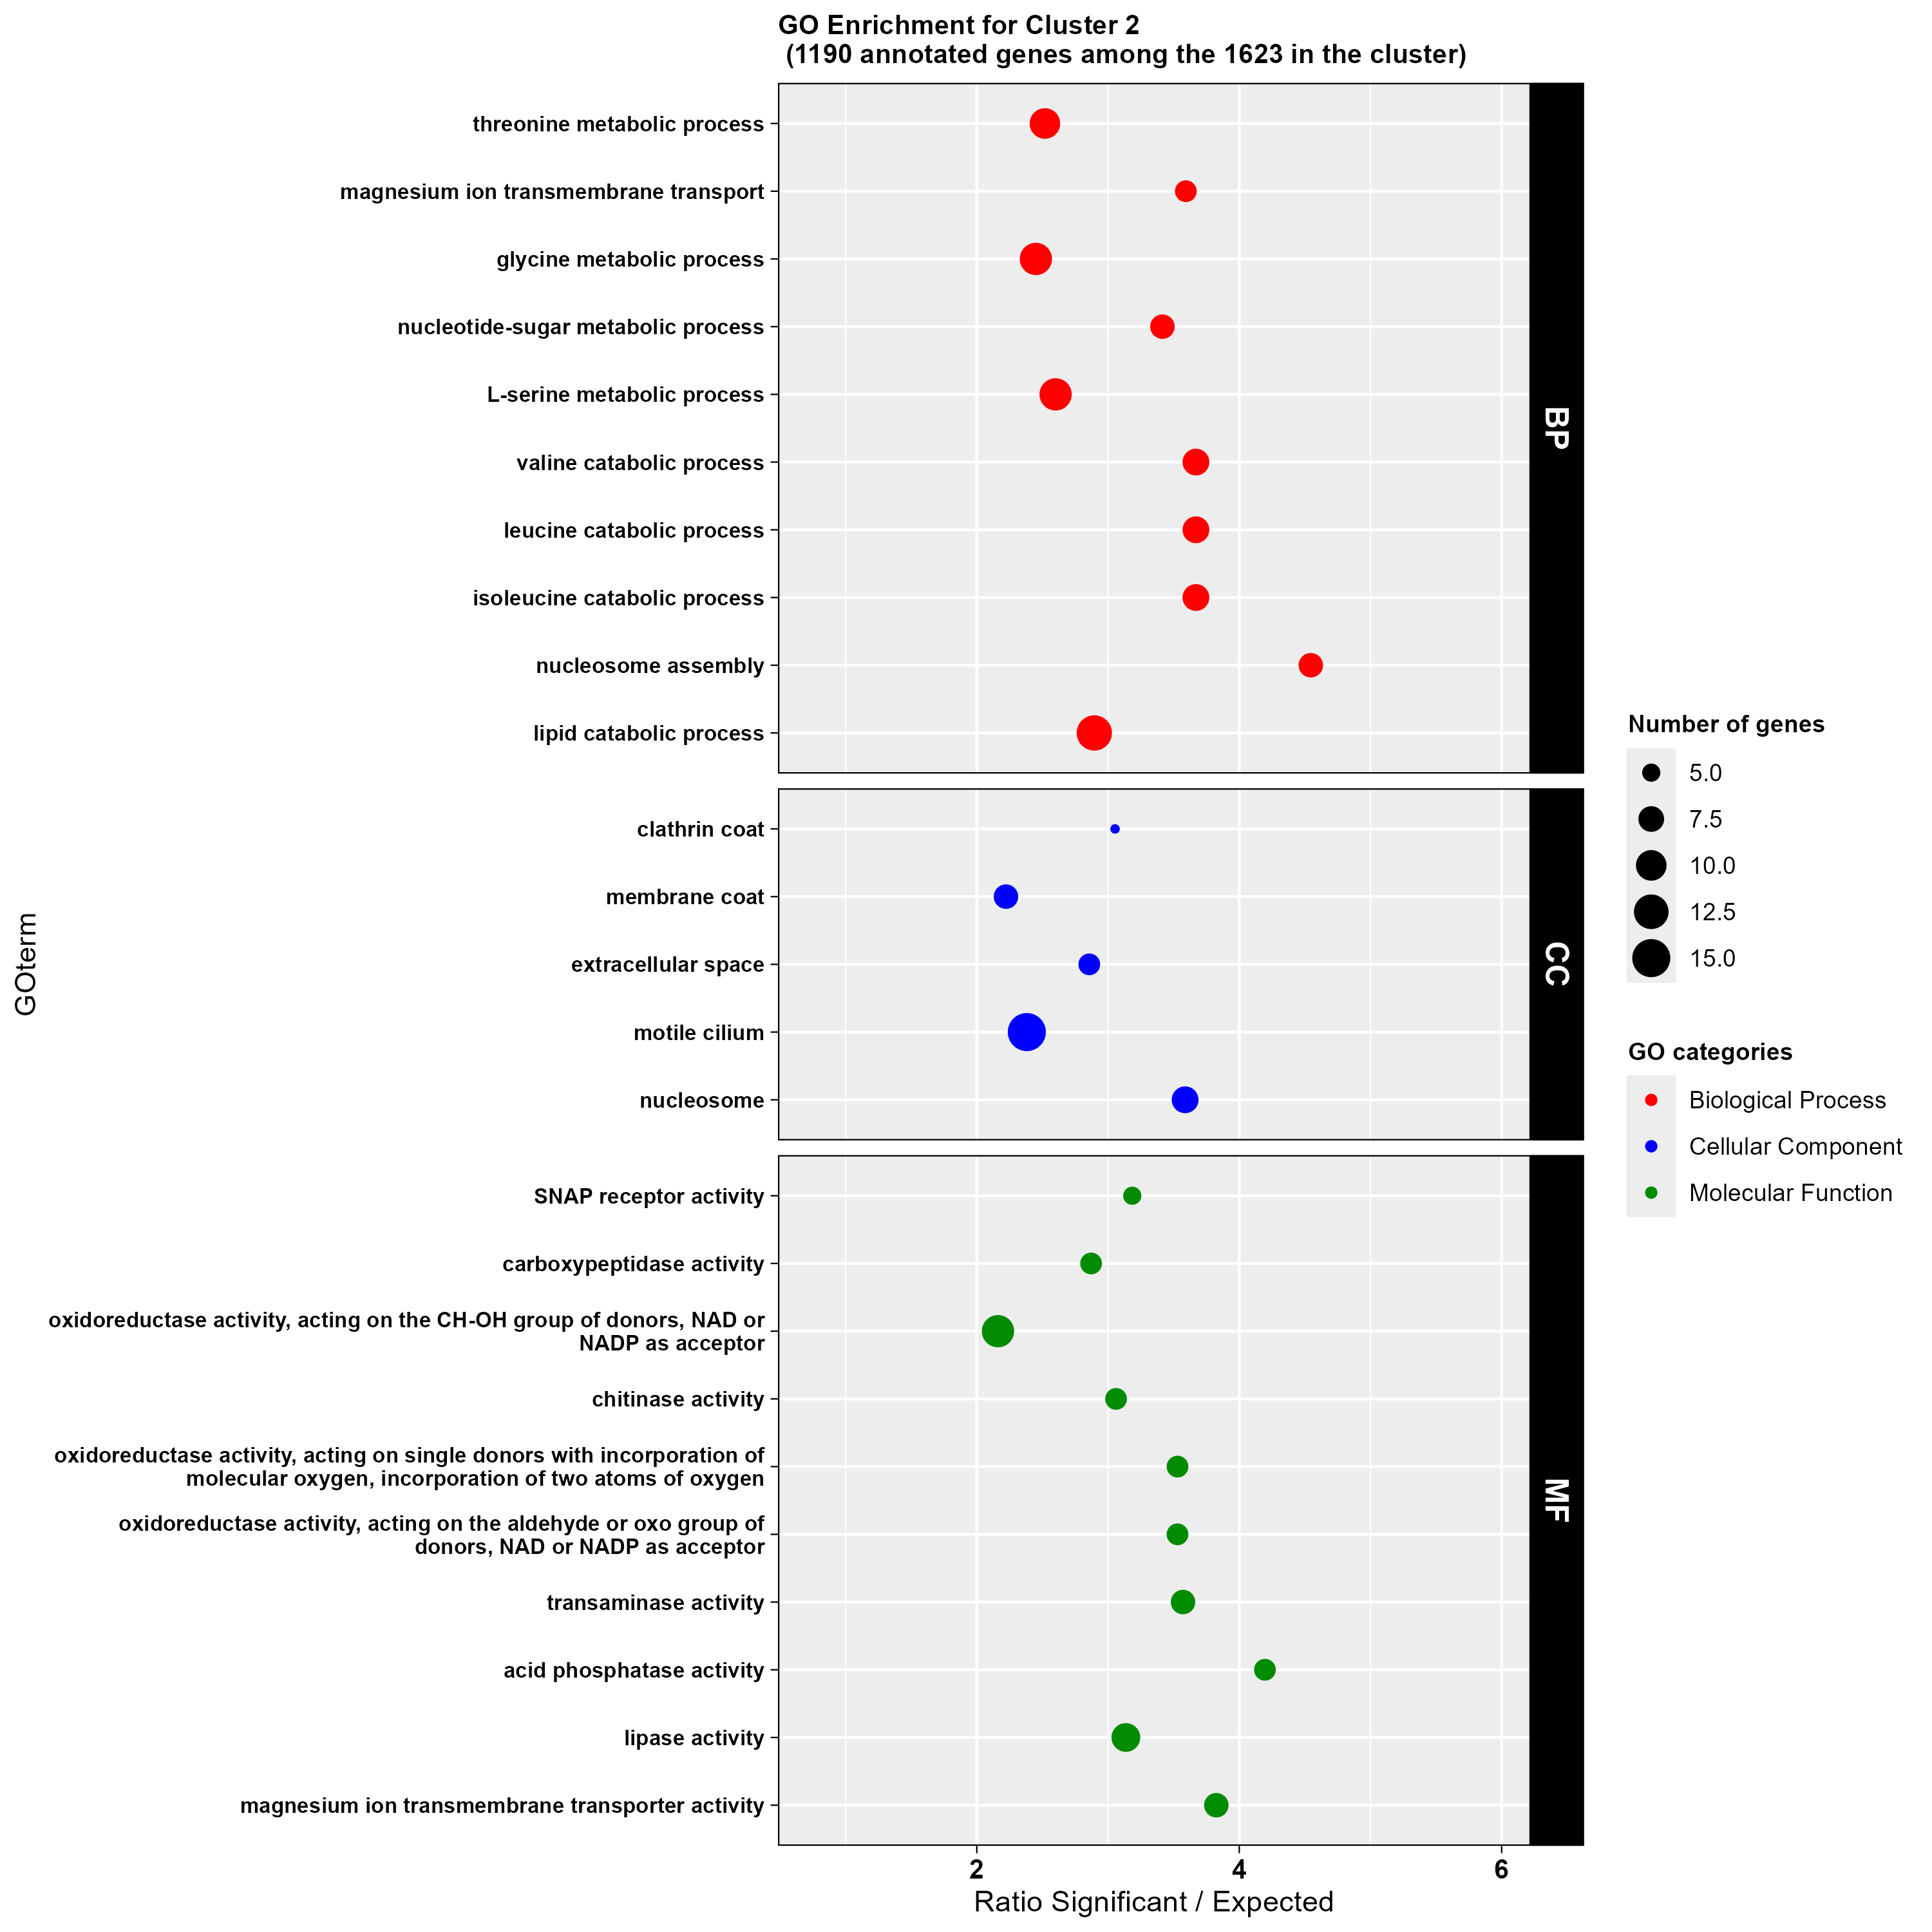 GO Enrichment for Cluster 2
(1190 annotated genes among the 1623 in the cluster)
threonine metabolic process
magnesium ion transmembrane transport
glycine metabolic process
nucleotide-sugar metabolic process
L-serine metabolic process
valine catabolic process
leucine catabolic process
isoleucine catabolic process
nucleosome assembly
lipid catabolic process
BP
clathrin coat
membrane coat
extracellular space
motile cilium
nucleosome
CC
SNAP receptor activity
carboxypeptidase activity
oxidoreductase activity, acting on the CH-OH group of donors, NAD or
NADP as acceptor
chitinase activity
oxidoreductase activity, acting on single donors with incorporation of
molecular oxygen, incorporation of two atoms of oxygen
oxidoreductase activity, acting on the aldehyde or oxo group of
donors, NAD or NADP as acceptor
transaminase activity
acid phosphatase activity
lipase activity
magnesium ion transmembrane transporter activity
MF
2
4
6
Ratio Significant / Expected
GOterm
Number of genes
5.0
7.5
10.0
12.5
15.0
GO categories
Biological Process
Cellular Component
Molecular Function